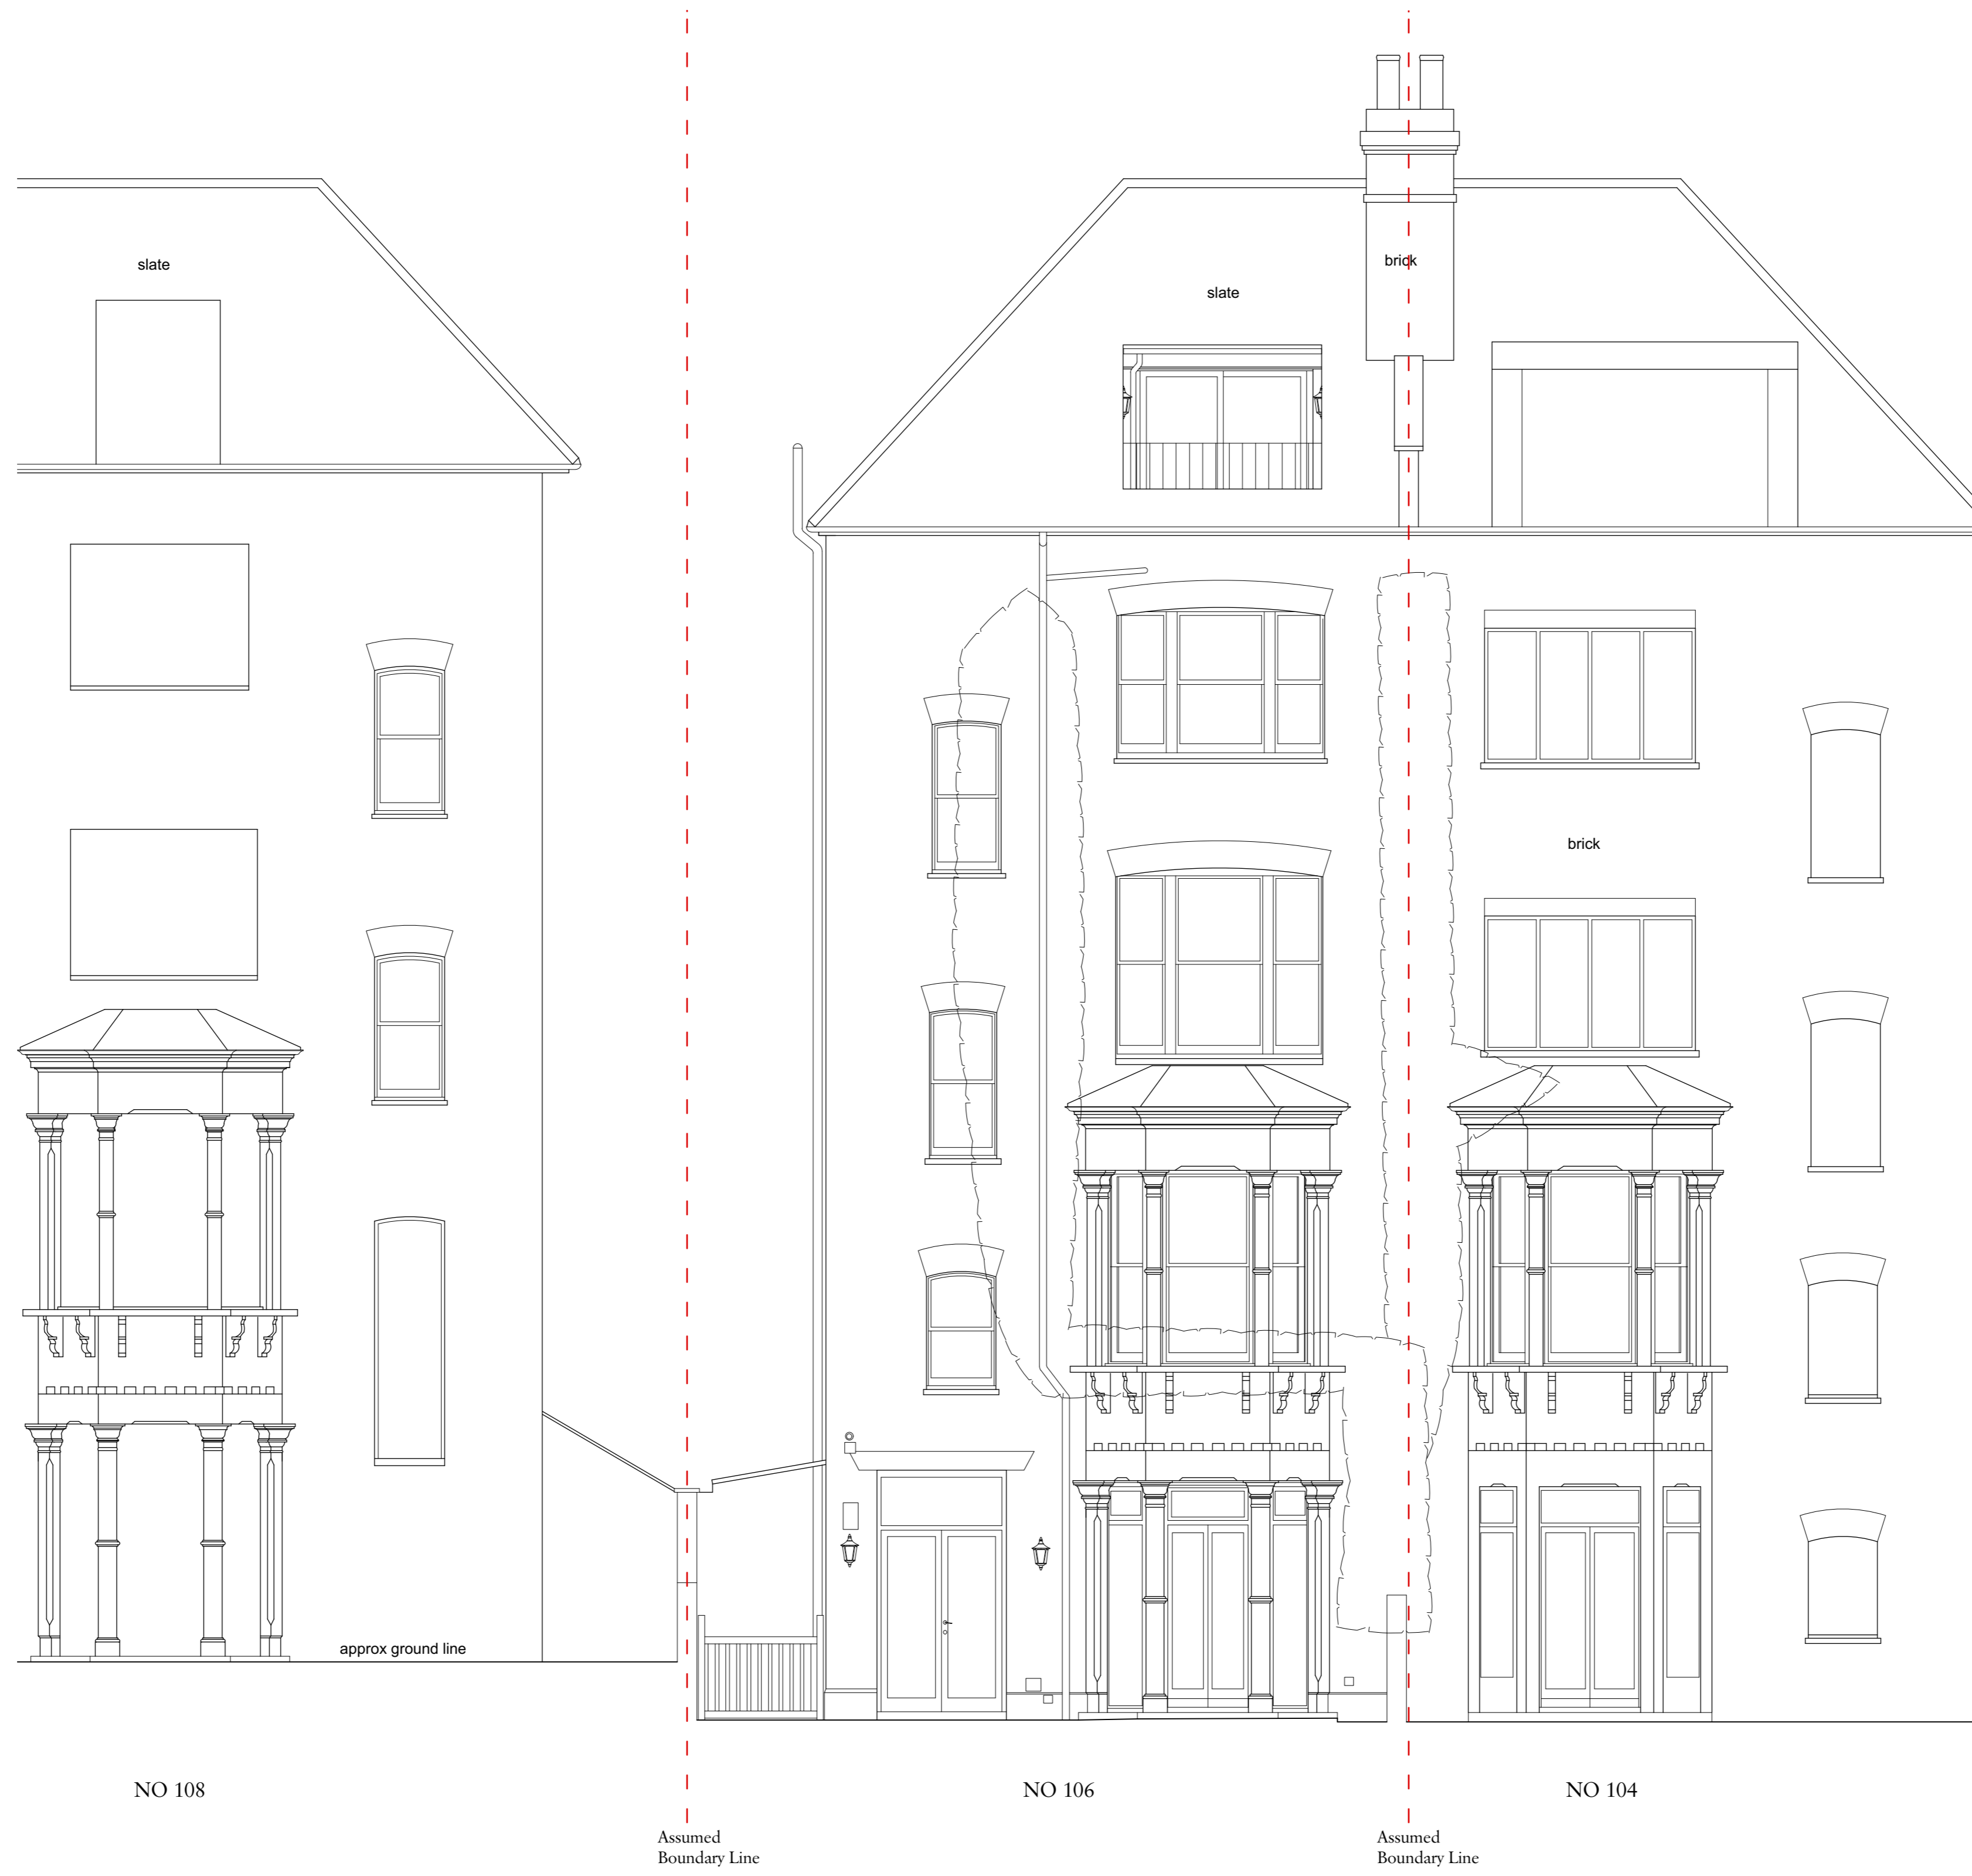 slate
brick
slate
brick
approx ground line
NO 108
NO 106
NO 104
Assumed
Boundary Line
Assumed
Boundary Line